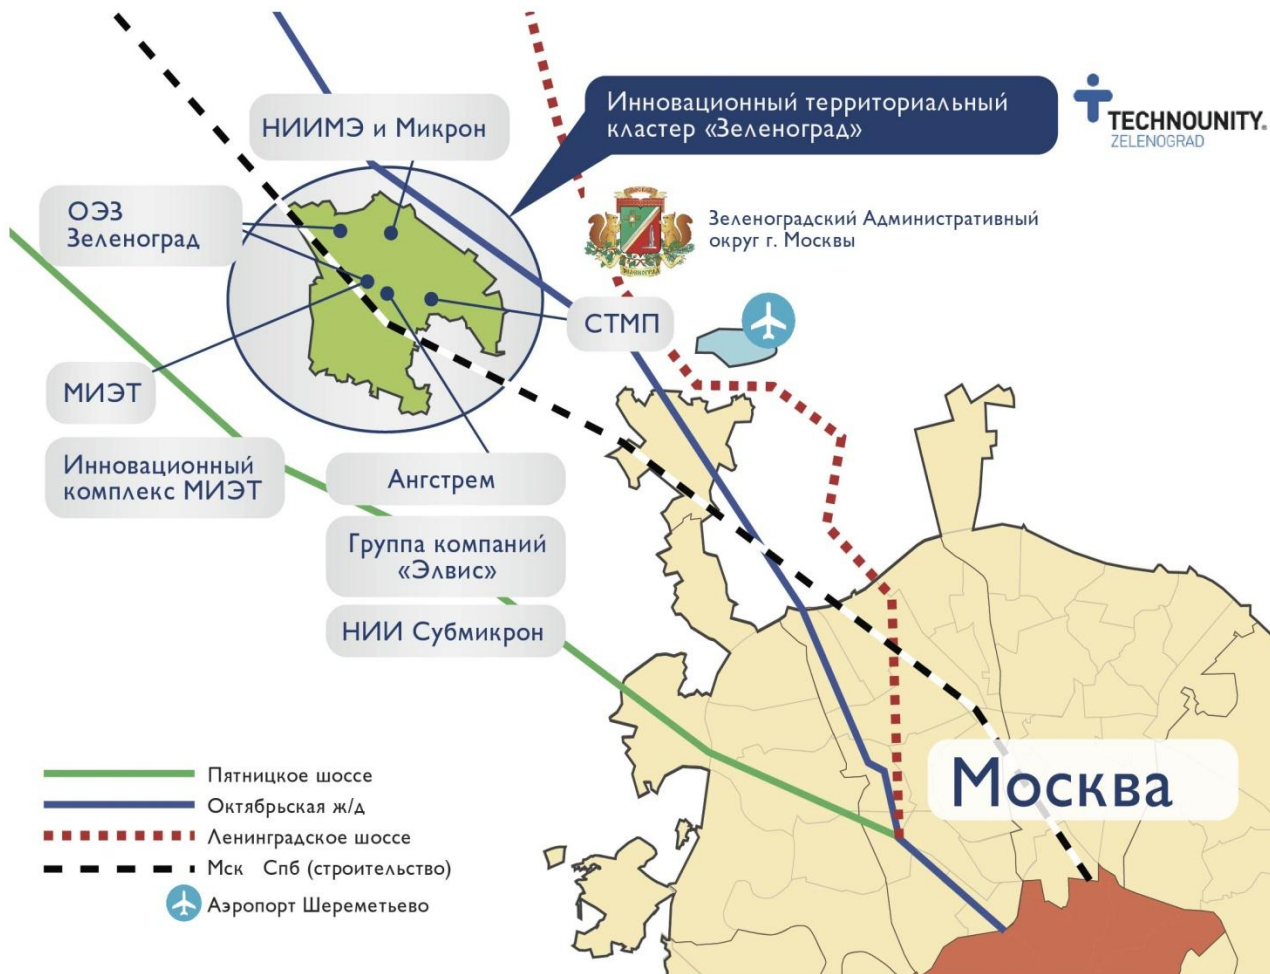 Инновационный территориальный
кластер «Зеленоград»
TECHNOUNITY.
ZELENOGRAD
НИИМЭ и Микрон
ОЭЗ
Зеленоград
Зеленоградский Административный
округ г. Москвы
ЗЕЛЕНОГРАД
СТМП
МИЭТ
Инновационный
комплекс МИЭТ
Ангстрем
Группа компаний
«Элвис»
НИИ Субмикрон
Москва
Пятницкое шоссе
Октябрьская ж/д
Ленинградское шоссе
Мск Спб (строительство)
Аэропорт Шереметьево